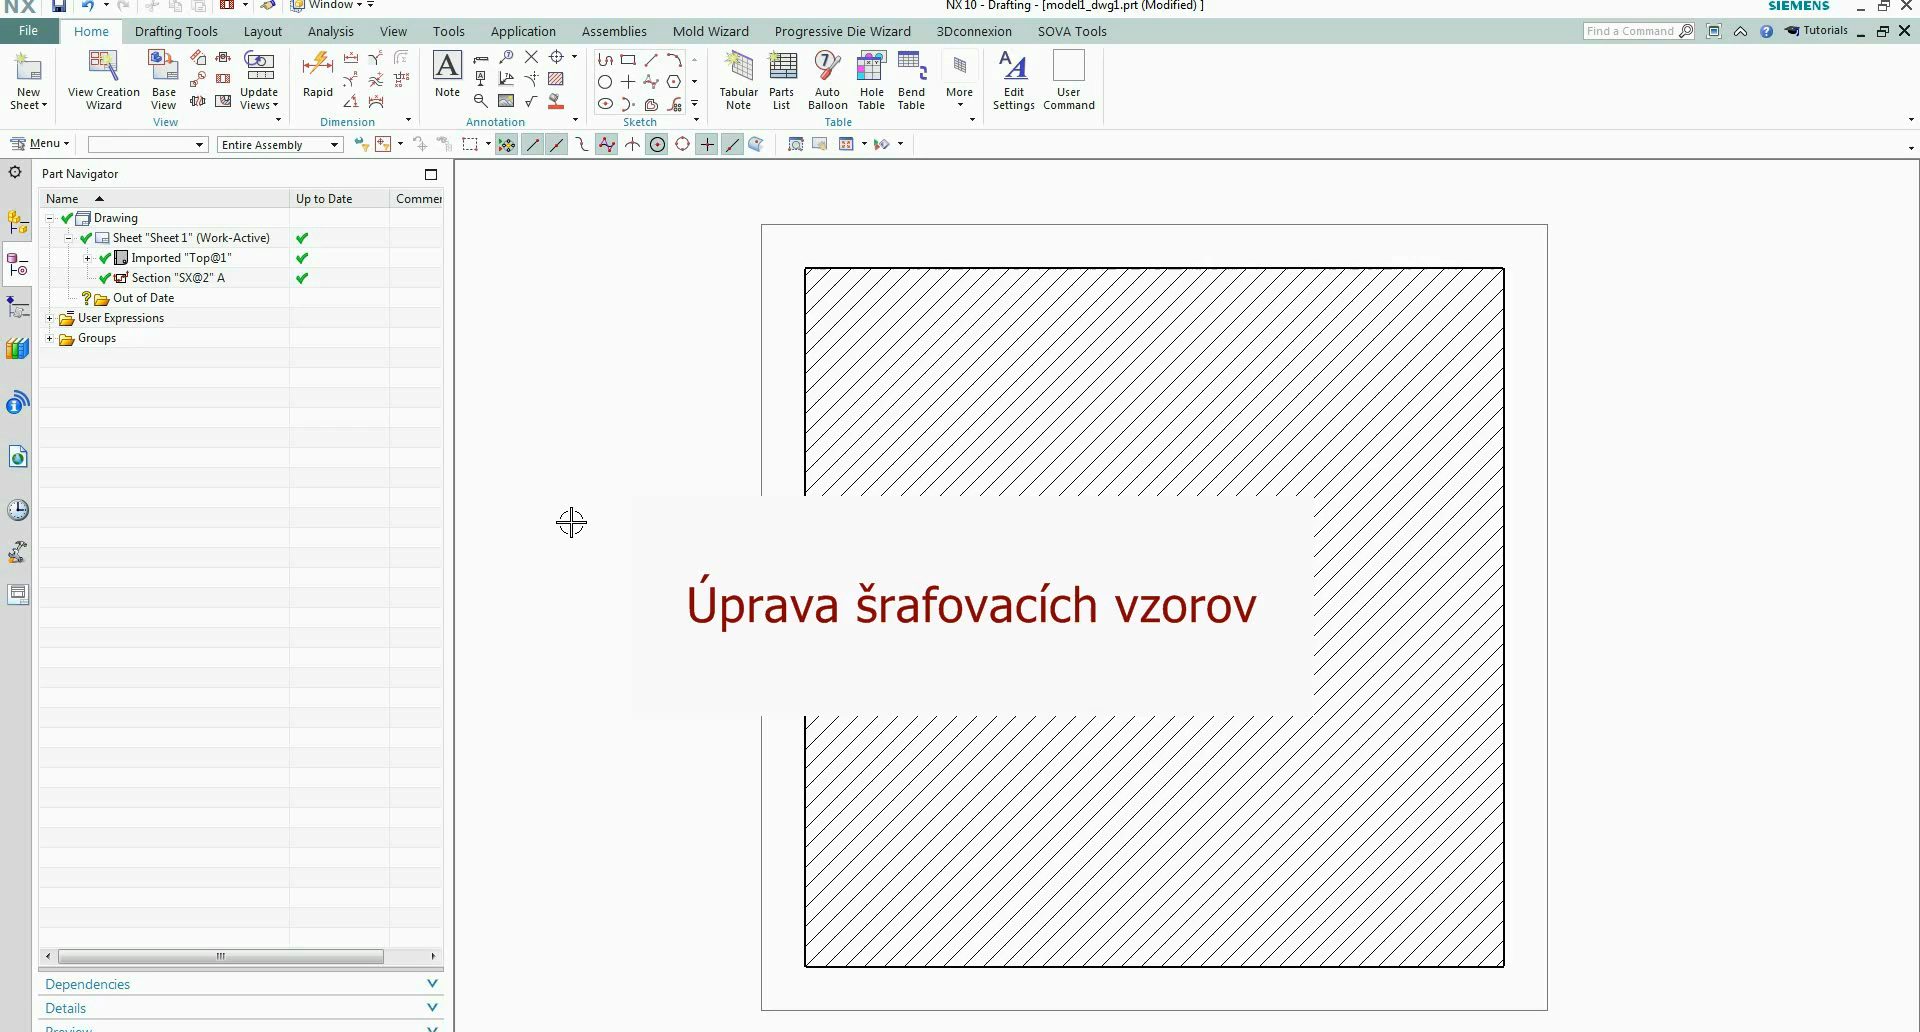 NX
Window
NX 10 - Drafting - [model1_dwg1.prt (Modified) ]
SIEMENS
File
Home
Drafting Tools
Layout
Analysis
View
Tools
Application
Assemblies
Mold Wizard
Progressive Die Wizard
3Dconnexion
SOVA Tools
Find a Command
Tutorials
New
Sheet
View Creation
Wizard
Base
View
Update
Views
View
Rapid
Dimension
Note
Annotation
Sketch
Tabular
Note
Parts
List
Auto
Balloon
Hole
Table
Bend
Table
More
Table
Edit
Settings
User
Command
Menu
Entire Assembly
Part Navigator
Name
Up to Date
Commer
Drawing
Sheet "Sheet 1" (Work-Active)
Imported "Top@1"
Section "SX@2" A
Out of Date
User Expressions
Groups
Úprava šrafovacích vzorov
Dependencies
Details
Preview